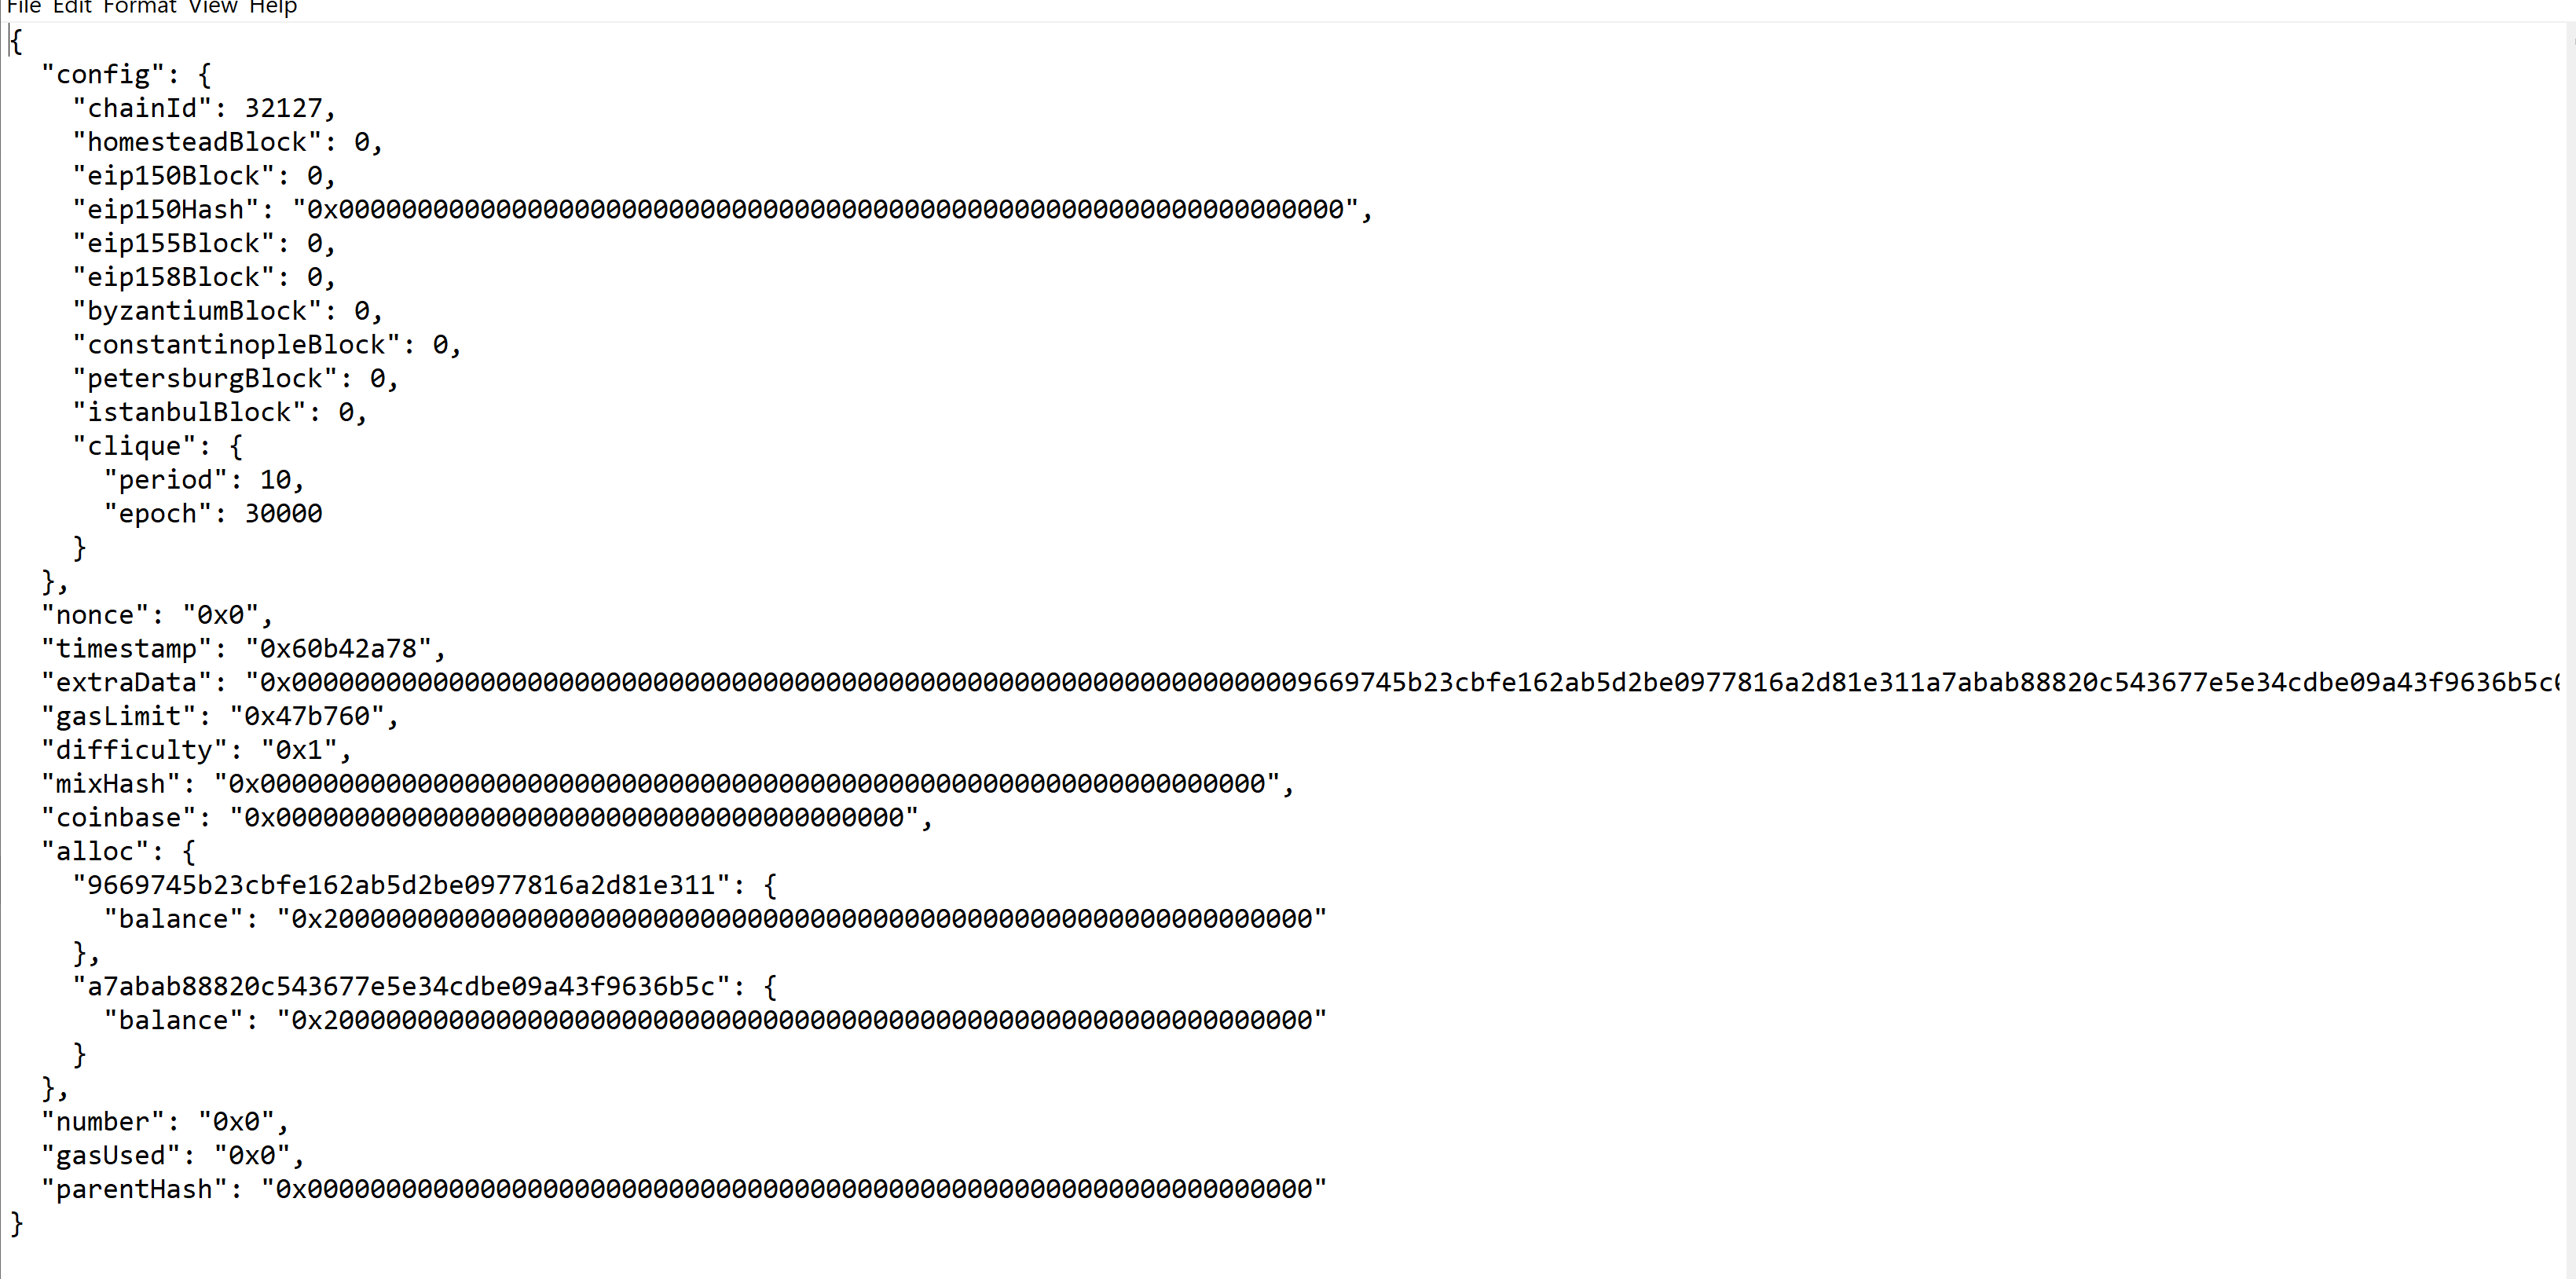 File Edit Format View Help
{
"config": {
"chainId": 32127,
"homesteadBlock": 0,
"eip150Block": 0,
"eip150Hash": "0x0000000000000000000000000000000000000000000000000000000000000000",
"eip155Block": 0,
"eip158Block": 0,
"byzantiumBlock": 0,
"constantinopleBlock": 0,
"petersburgBlock": 0,
"istanbulBlock": 0,
"clique": {
"period": 10,
"epoch": 30000
}
},
"nonce": "0x0",
"timestamp": "0x60b42a78",
"extraData": "0x00000000000000000000000000000000000000000000000000000000000000009669745b23cbfe162ab5d2be0977816a2d81e311a7abab88820c543677e5e34cdbe09a43f9636b5c
"gasLimit": "0x47b760",
"difficulty": "0x1",
"mixHash": "0x0000000000000000000000000000000000000000000000000000000000000000",
"coinbase": "0x0000000000000000000000000000000000000000",
"alloc": {
"9669745b23cbfe162ab5d2be0977816a2d81e311": {
"balance": "0x200000000000000000000000000000000000000000000000000000000000000"
},
"a7abab88820c543677e5e34cdbe09a43f9636b5c": {
"balance": "0x200000000000000000000000000000000000000000000000000000000000000"
}
},
"number": "0x0",
"gasUsed": "0x0",
"parentHash": "0x0000000000000000000000000000000000000000000000000000000000000000"
}